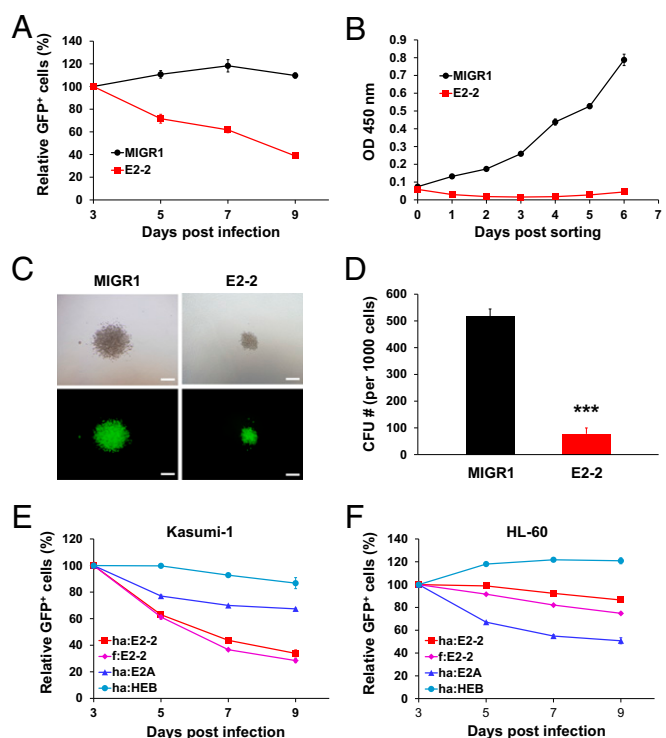 A
Relative GFP⁺ cells (%)
140
120
100
80
60
40
20
0
MIGR1
E2-2
3 5 7 9
Days post infection
B
OD 450 nm
0.9
0.8
0.7
0.6
0.5
0.4
0.3
0.2
0.1
0
MIGR1
E2-2
0 1 2 3 4 5 6 7
Days post sorting
C
MIGR1 E2-2
D
CFU # (per 1000 cells)
600
500
400
300
200
100
0
***
MIGR1 E2-2
E
Kasumi-1
Relative GFP⁺ cells (%)
120
100
80
60
40
20
0
ha:E2-2
f:E2-2
ha:E2A
ha:HEB
3 5 7 9
Days post infection
F
HL-60
Relative GFP⁺ cells (%)
140
120
100
80
60
40
20
0
ha:E2-2
f:E2-2
ha:E2A
ha:HEB
3 5 7 9
Days post infection